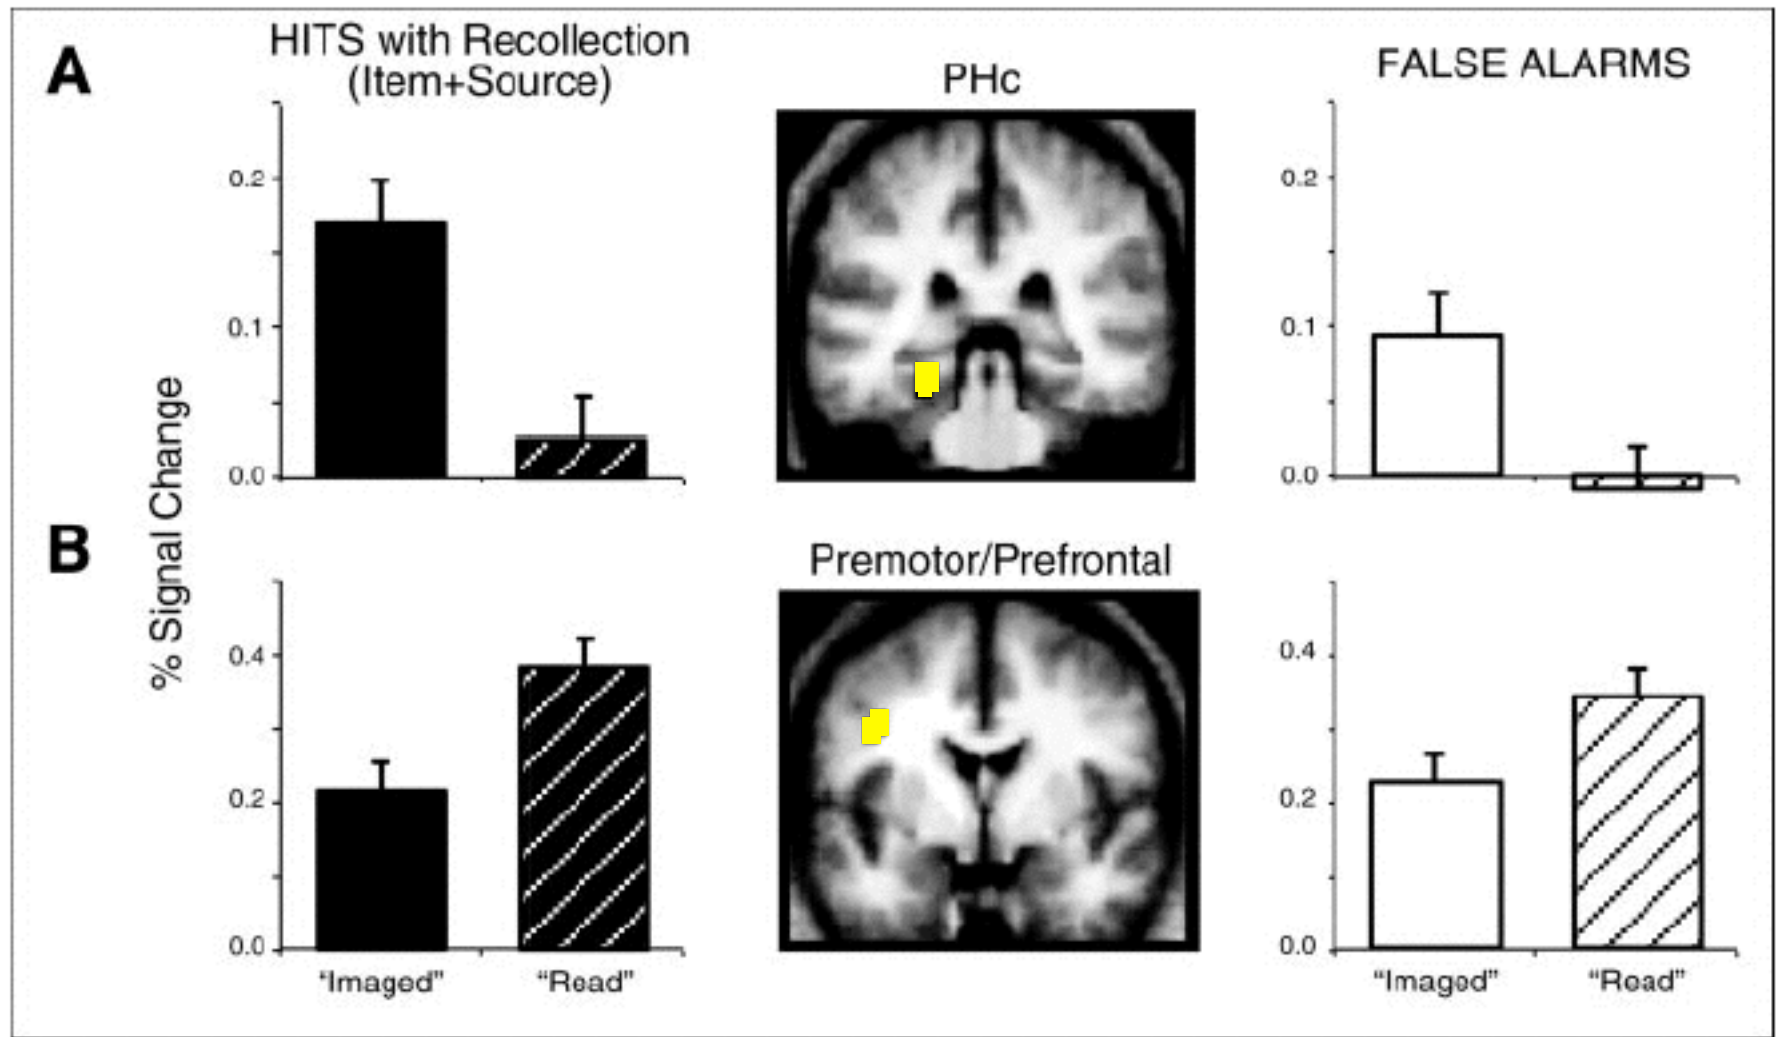 A
HITS with Recollection
(Item+Source)
PHc
FALSE ALARMS
0.2
0.1
0.0
0.2
0.1
0.0
% Signal Change
B
Premotor/Prefrontal
0.4
0.2
0.0
"Imaged"
"Read"
0.4
0.2
0.0
"Imaged"
"Read"